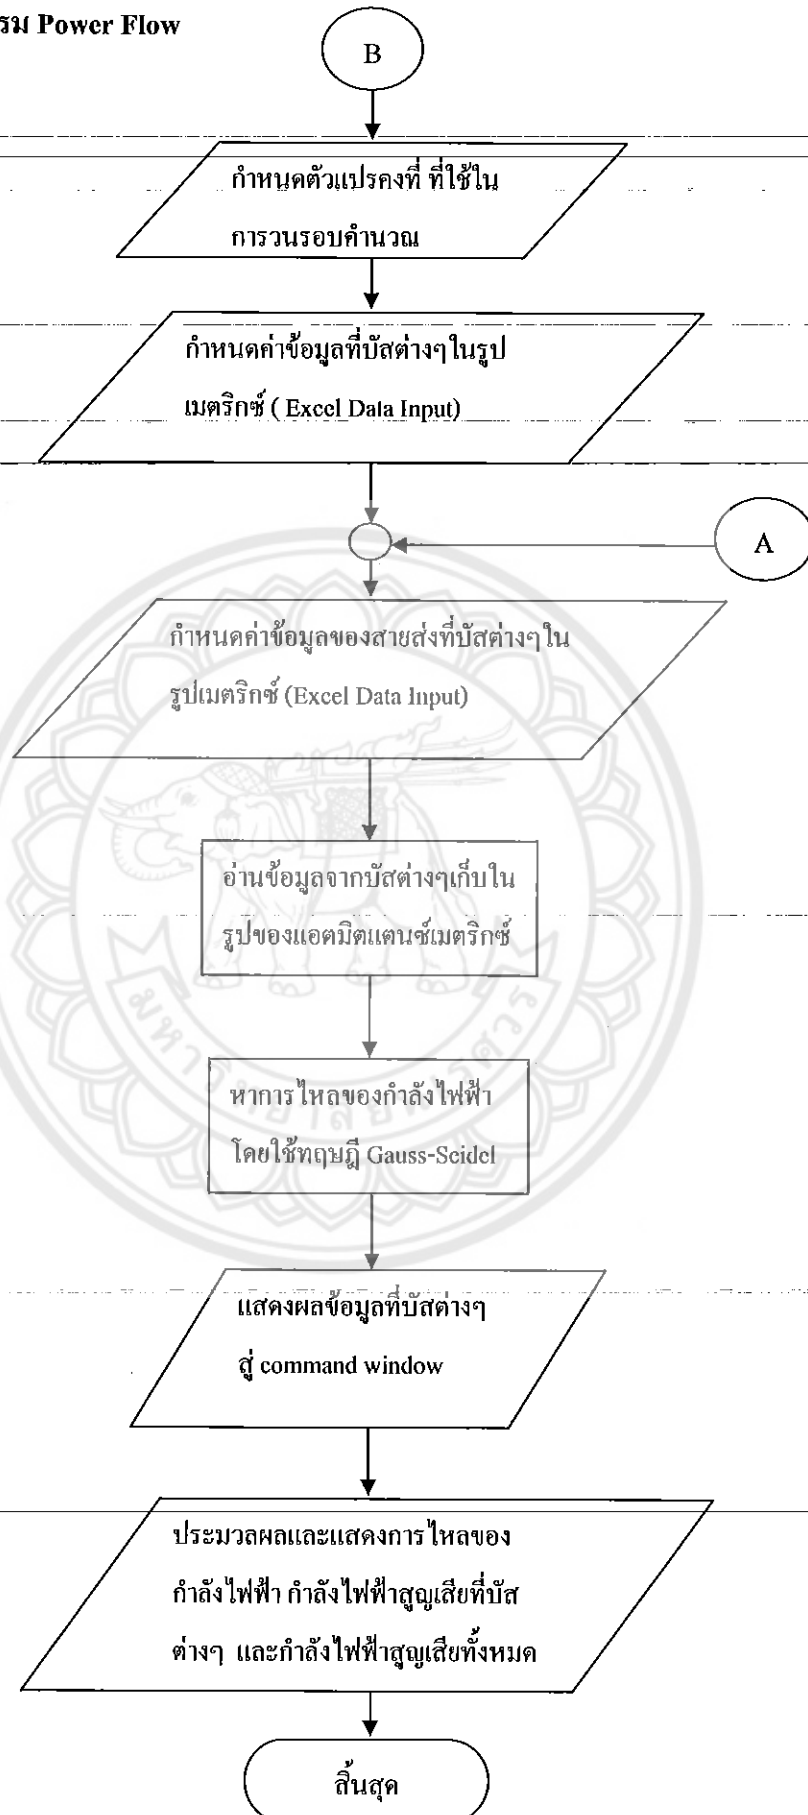 รม Power Flow
B
กำหนดตัวแปรคงที่ ที่ใช้ใน
การวนรอบคำนวณ
กำหนดค่าข้อมูลที่บัสต่างๆในรูป
เมตริกซ์ ( Excel Data Input)
A
กำหนดค่าข้อมูลของสายส่งที่บัสต่างๆใน
รูปเมตริกซ์ (Excel Data Input)
อ่านข้อมูลจากบัสต่างๆเก็บใน
รูปของแอตมิตแตนซ์เมตริกซ์
หาการไหลของกำลังไฟฟ้า
โดยใช้ทฤษฎี Gauss-Seidel
แสดงผลข้อมูลที่บัสต่างๆ
สู่ command window
ประมวลผลและแสดงการไหลของ
กำลังไฟฟ้า กำลังไฟฟ้าสูญเสียที่บัส
ต่างๆ และกำลังไฟฟ้าสูญเสียทั้งหมด
สิ้นสุด